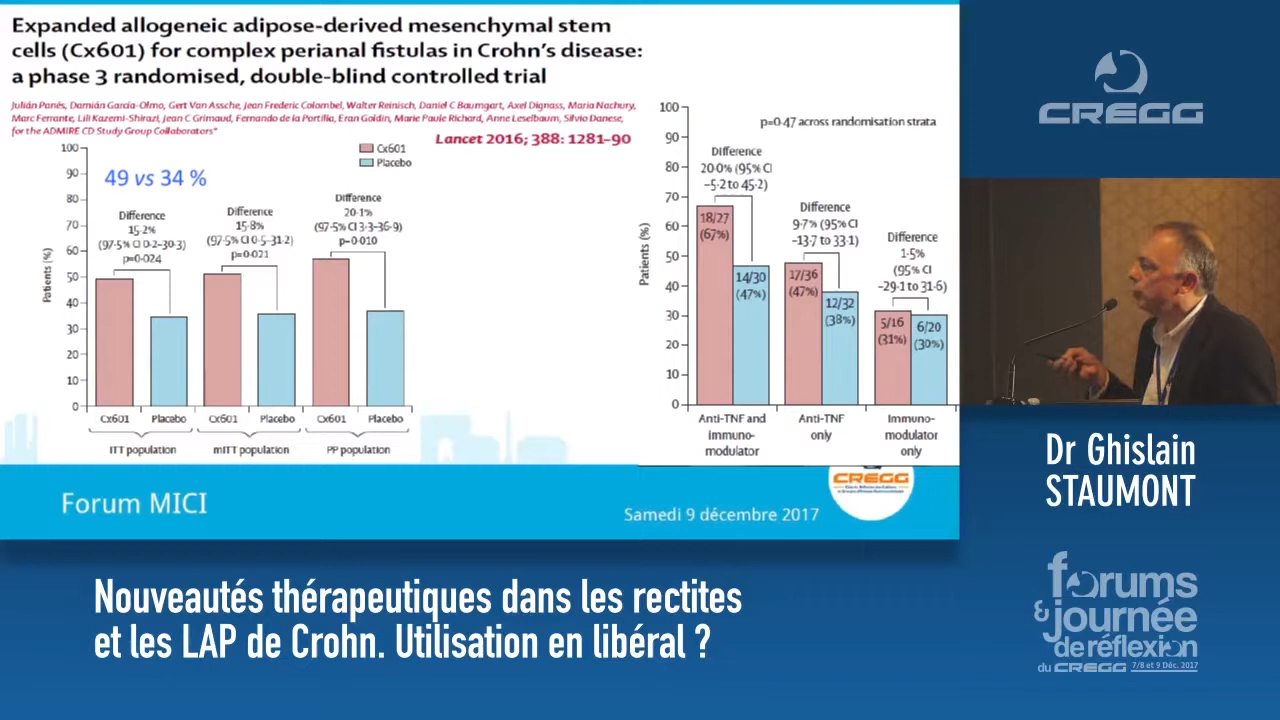 Expanded allogeneic adipose-derived mesenchymal stem
cells (Cx601) for complex perianal fistulas in Crohn's disease:
a phase 3 randomised, double-blind controlled trial
Julián Panés, Damián García-Olmo, Gert Van Assche, Jean Frederic Colombel, Walter Reinisch, Daniel C Baumgart, Axel Dignass, Maria Nachury,
Marc Ferrante, Lili Kazemi-Shirazi, Jean C Grimaud, Fernando de la Portilla, Eran Goldin, Marie Paule Richard, Anne Leselbaum, Silvio Danese,
for the ADMIRE CD Study Group Collaborators*
Lancet 2016; 388: 1281–90
100
90
80
70
60
50
40
30
20
10
0
Patients (%)
49 vs 34 %
Cx601
Placebo
Difference
15·2%
(97·5% CI 0·2–30·3)
p=0·024
Difference
15·8%
(97·5% CI 0·5–31·2)
p=0·021
Difference
20·1%
(97·5% CI 3·3–36·9)
p=0·010
Cx601 Placebo Cx601 Placebo Cx601 Placebo
ITT population mITT population PP population
100
90
80
70
60
50
40
30
20
10
0
Patients (%)
p=0·47 across randomisation strata
Difference
20·0% (95% CI
–5·2 to 45·2)
18/27
(67%)
14/30
(47%)
Difference
9·7% (95% CI
–13·7 to 33·1)
17/36
(47%)
12/32
(38%)
Difference
1·5%
(95% CI
–29·1 to 31·6)
5/16
(31%)
6/20
(30%)
Anti-TNF and
immuno-
modulator
Anti-TNF
only
Immuno-
modulator
only
Forum MICI
Samedi 9 décembre 2017
CREGG
CREGG
Dr Ghislain
STAUMONT
Nouveautés thérapeutiques dans les rectites
et les LAP de Crohn. Utilisation en libéral ?
forums
& journée
de réflexion
du CREGG 7/8 et 9 Déc. 2017